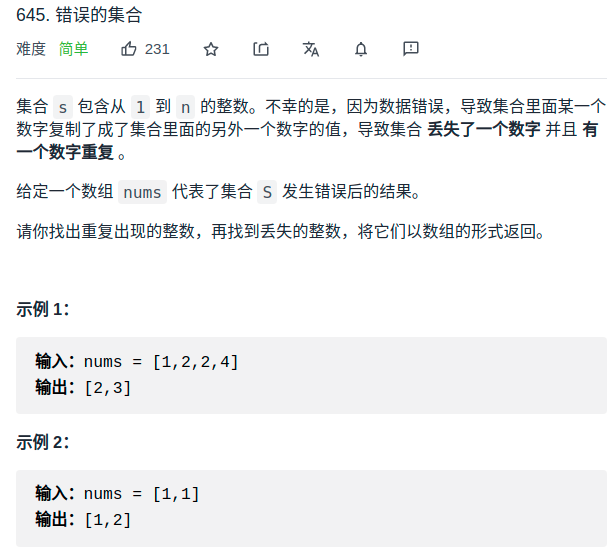 645. 错误的集合
难度 简单 231
集合 s 包含从 1 到 n 的整数。不幸的是，因为数据错误，导致集合里面某一个
数字复制了成了集合里面的另外一个数字的值，导致集合 丢失了一个数字 并且 有
一个数字重复 。
给定一个数组 nums 代表了集合 S 发生错误后的结果。
请你找出重复出现的整数，再找到丢失的整数，将它们以数组的形式返回。
示例 1：
输入：nums = [1,2,2,4]
输出：[2,3]
示例 2：
输入：nums = [1,1]
输出：[1,2]